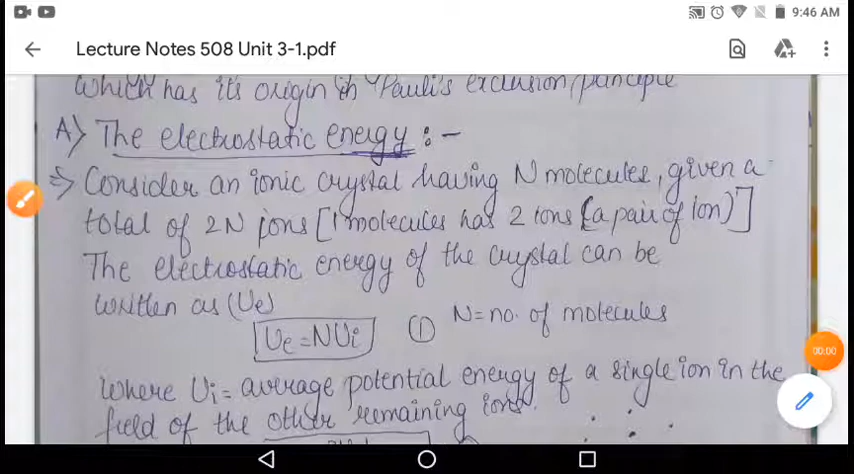 9:46 AM
Lecture Notes 508 Unit 3-1.pdf
which has its origin in Pauli's exclusion principle
A) The electrostatic energy :-
⇒ Consider an ionic crystal having N molecules, given a
total of 2N ions [1 molecules has 2 ions (a pair of ion)]
The electrostatic energy of the crystal can be
written as (Ue)
Ue = NUi ① N = no. of molecules
where Ui = average potential energy of a single ion in the
field of the other remaining ions.
00:00